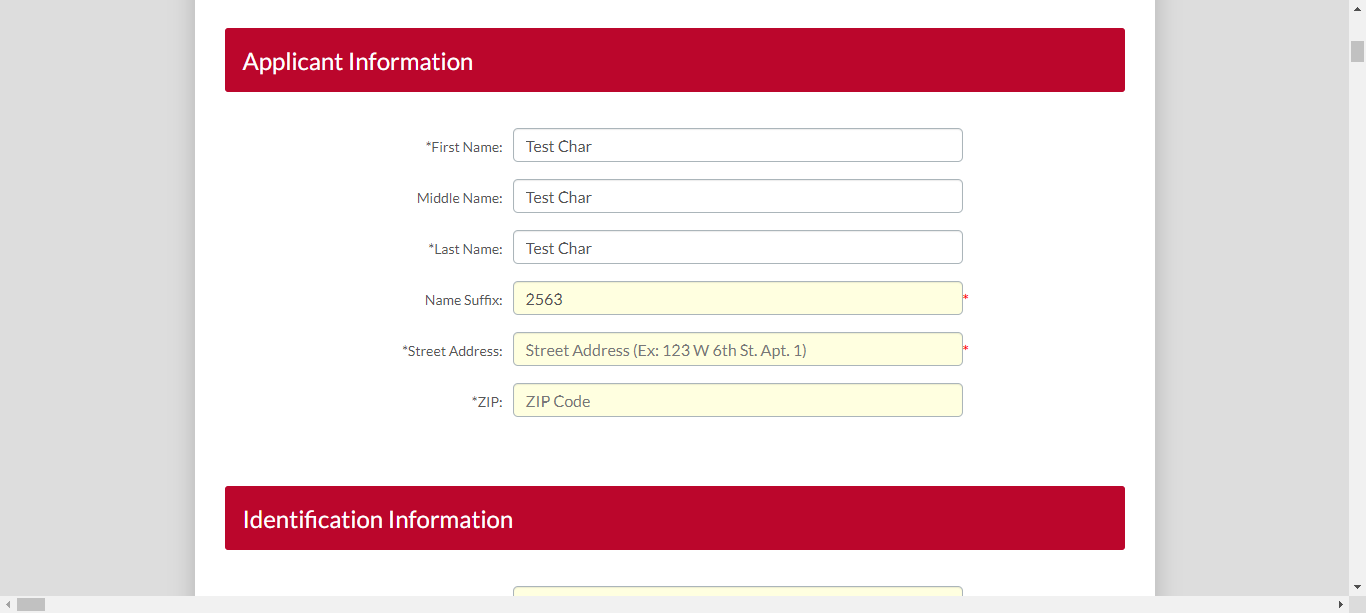 Applicant Information
*First Name: Test Char
Middle Name: Test Char
*Last Name: Test Char
Name Suffix: 2563 *
*Street Address: Street Address (Ex: 123 W 6th St. Apt. 1) *
*ZIP: ZIP Code
Identification Information